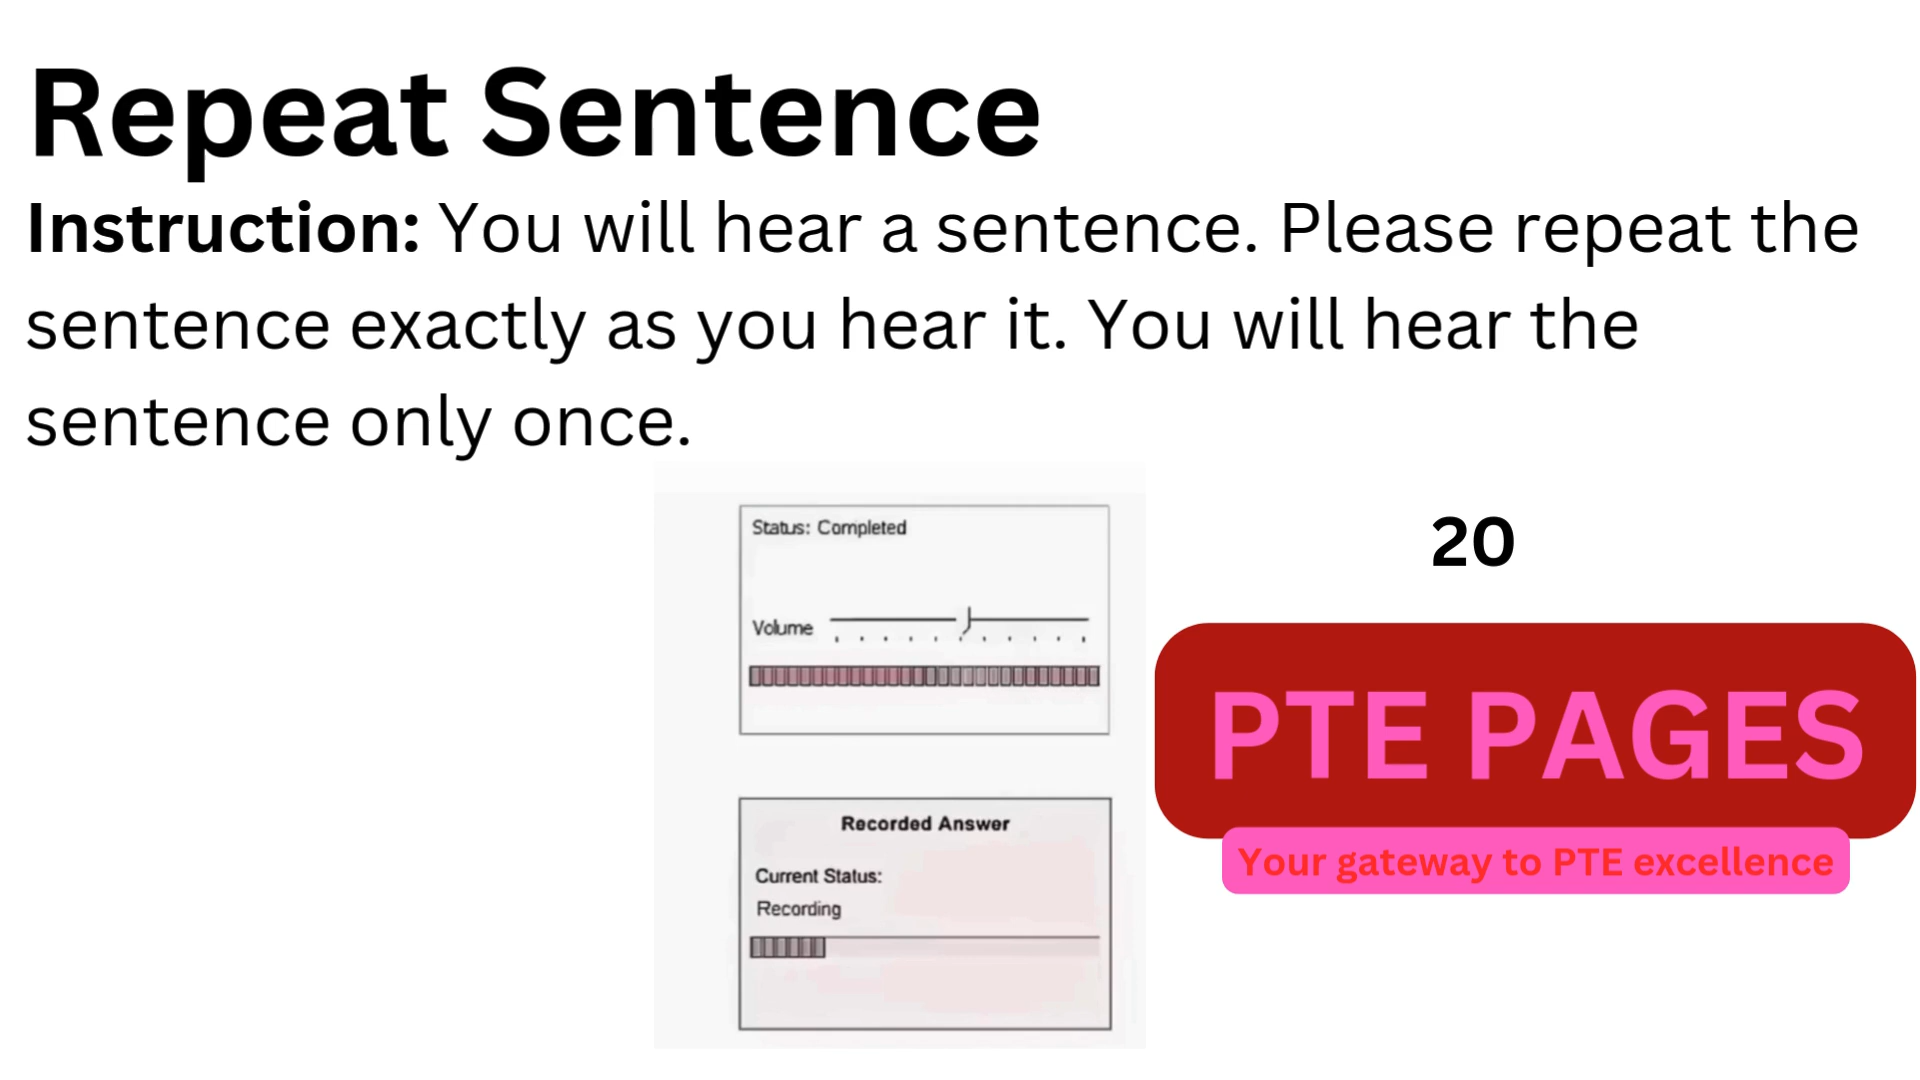 Repeat Sentence
Instruction: You will hear a sentence. Please repeat the
sentence exactly as you hear it. You will hear the
sentence only once.
Status: Completed
Volume
Recorded Answer
Current Status:
Recording
20
PTE PAGES
Your gateway to PTE excellence